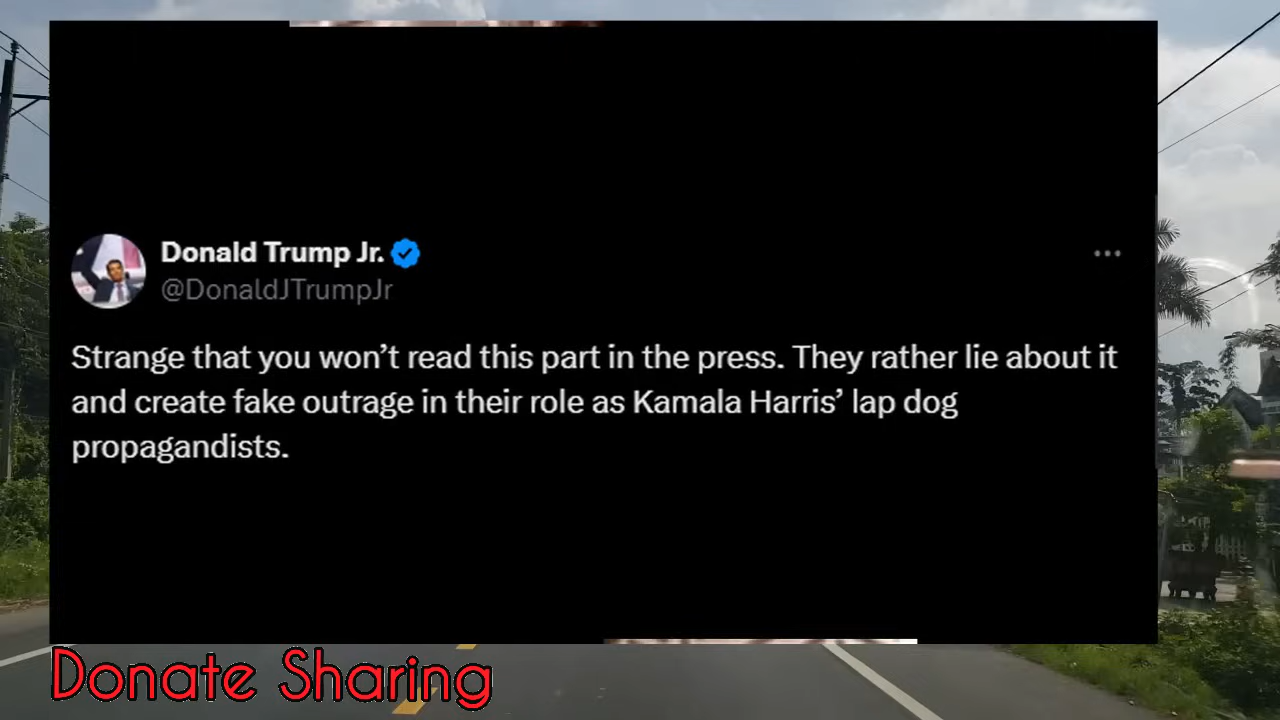 Donald Trump Jr.
@DonaldJTrumpJr
Strange that you won’t read this part in the press. They rather lie about it
and create fake outrage in their role as Kamala Harris’ lap dog
propagandists.
Donate Sharing